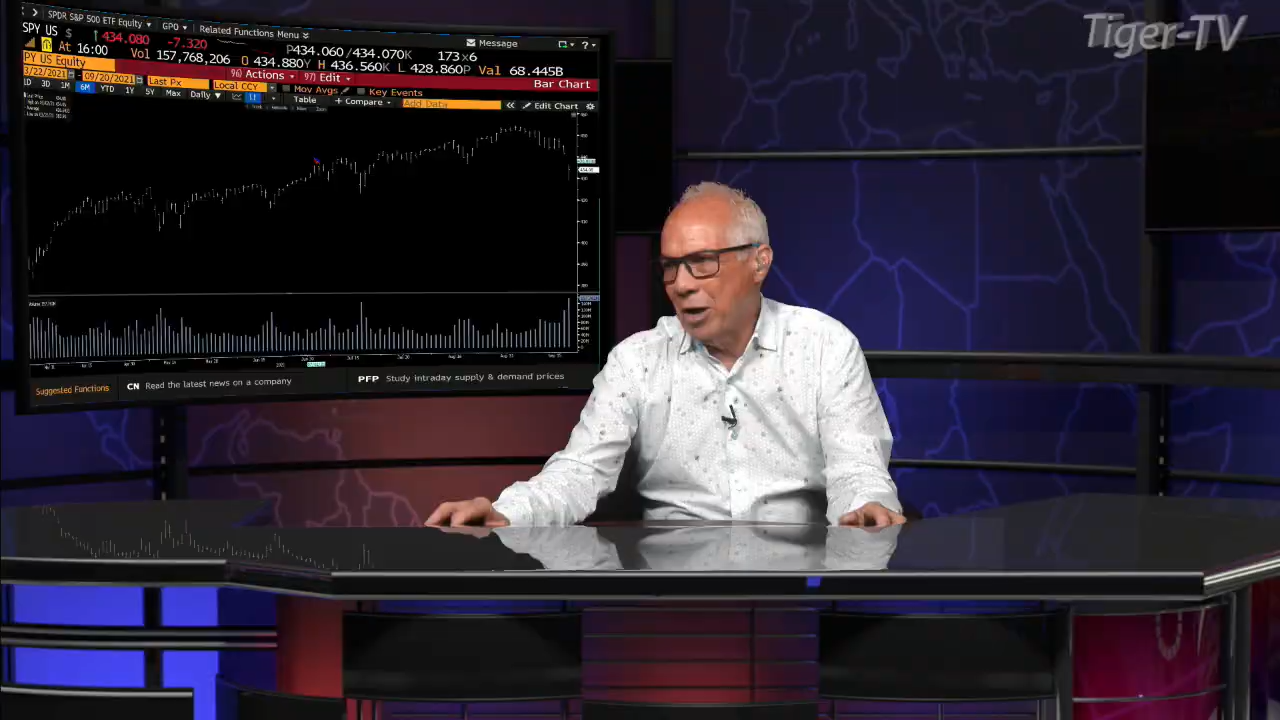 Tiger-TV
SPDR S&P 500 ETF Equity GPO Related Functions Menu
SPY US $ ↑ 434.080 -7.320 P434.060/434.070K 173x6 Message
At 16:00 Vol 157,768,206 O 434.880Y H 436.560K L 428.860P Val 68.445B
PY US Equity 96) Actions 97) Edit Bar Chart
3/22/2021 - 09/20/2021 Last Px Local CCY Mov Avgs Key Events
1D 3D 1M 6M YTD 1Y 5Y Max Daily Table + Compare Add Data « Edit Chart
Suggested Functions CN Read the latest news on a company PFP Study intraday supply & demand prices